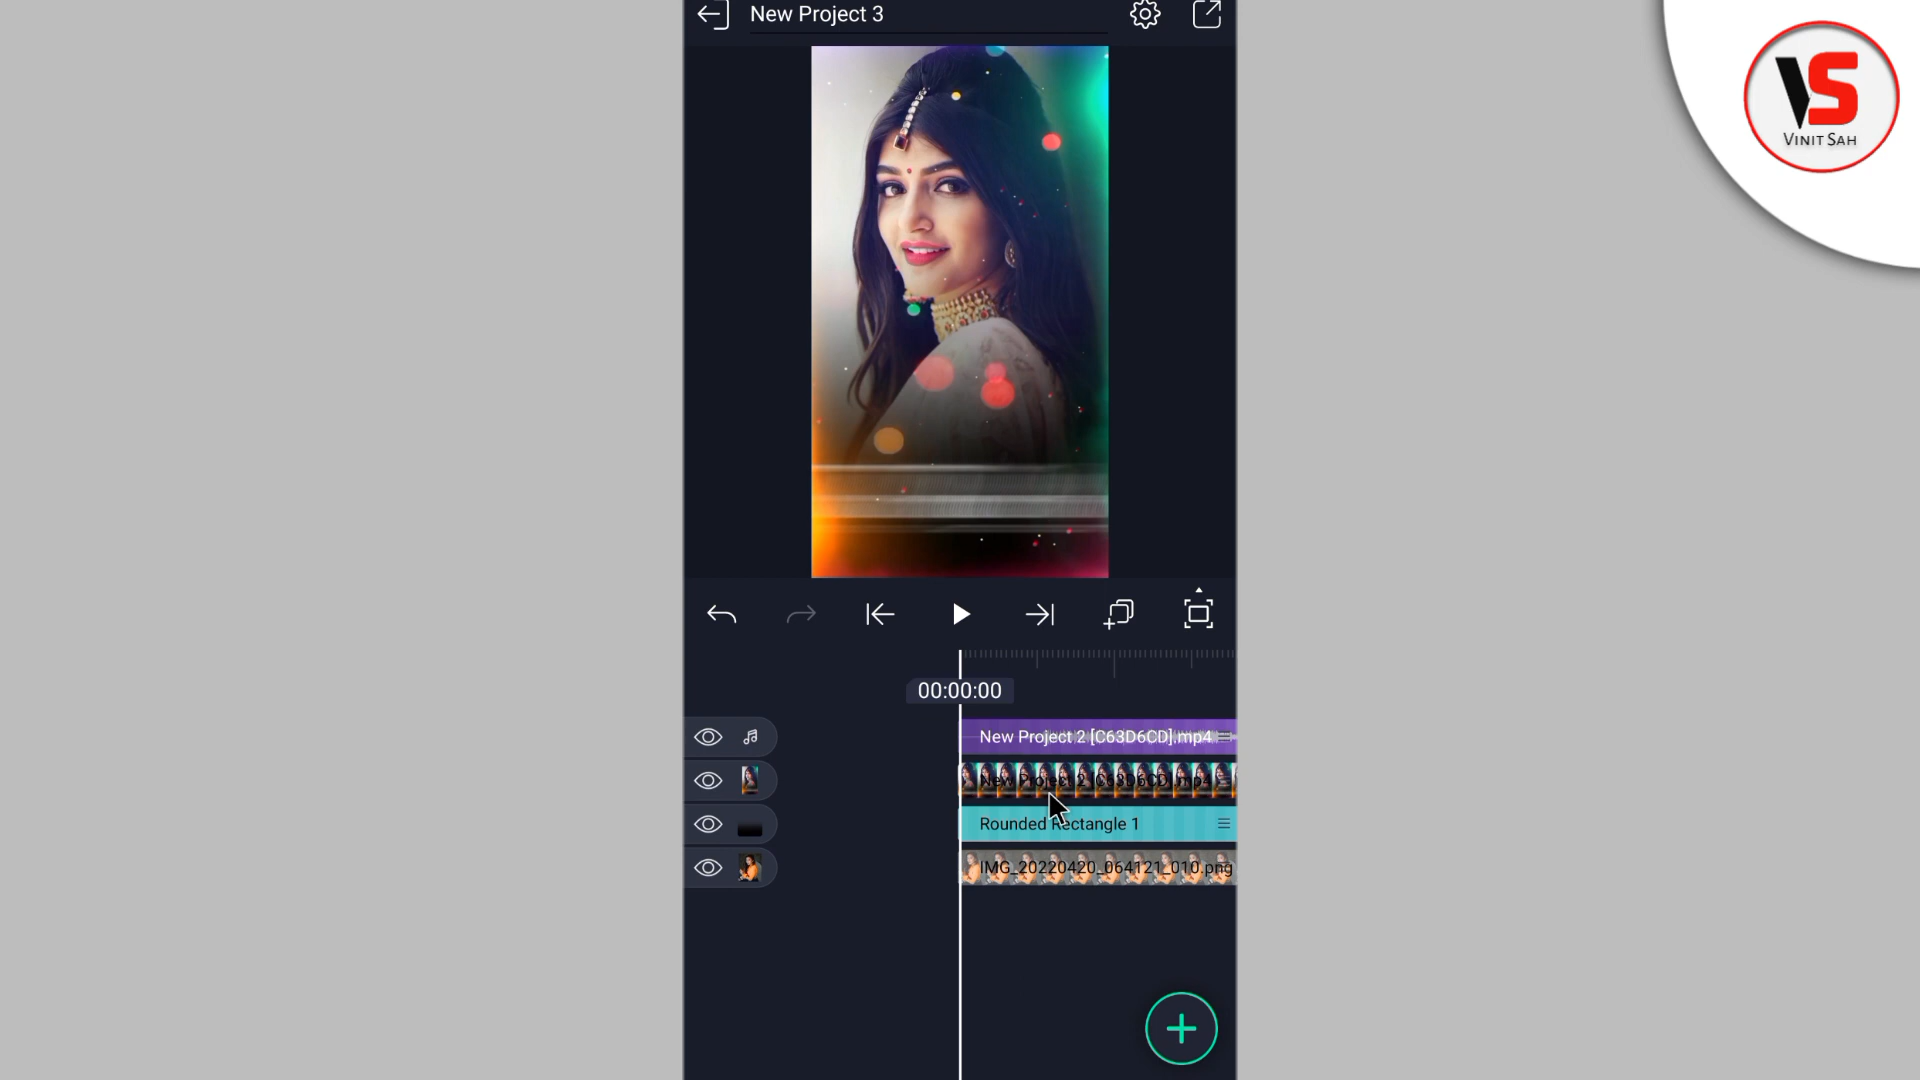 New Project 3
VS
VINIT SAH
00:00:00
New Project 2 [C63D6CD].mp4
New Project 2 [C63D6CD].mp4
Rounded Rectangle 1
IMG_20220420_064121_010.png